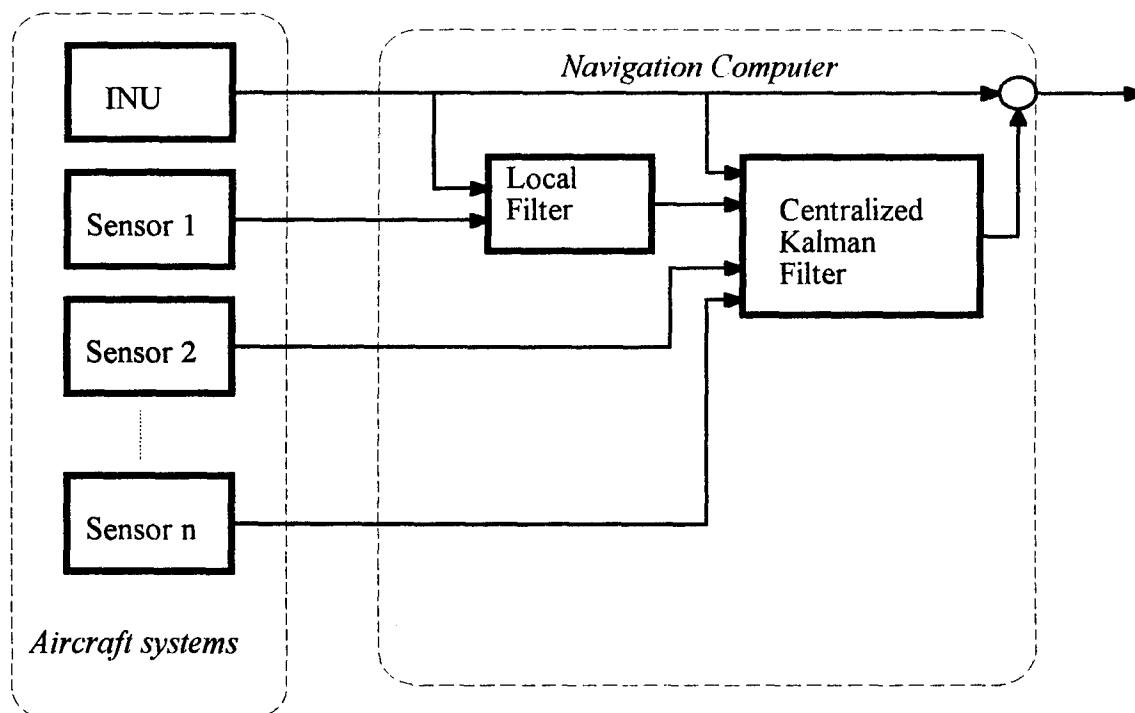 Navigation Computer
INU
Local
Filter
Sensor 1
Centralized
Kalman
Filter
Sensor 2
Sensor n
Aircraft systems